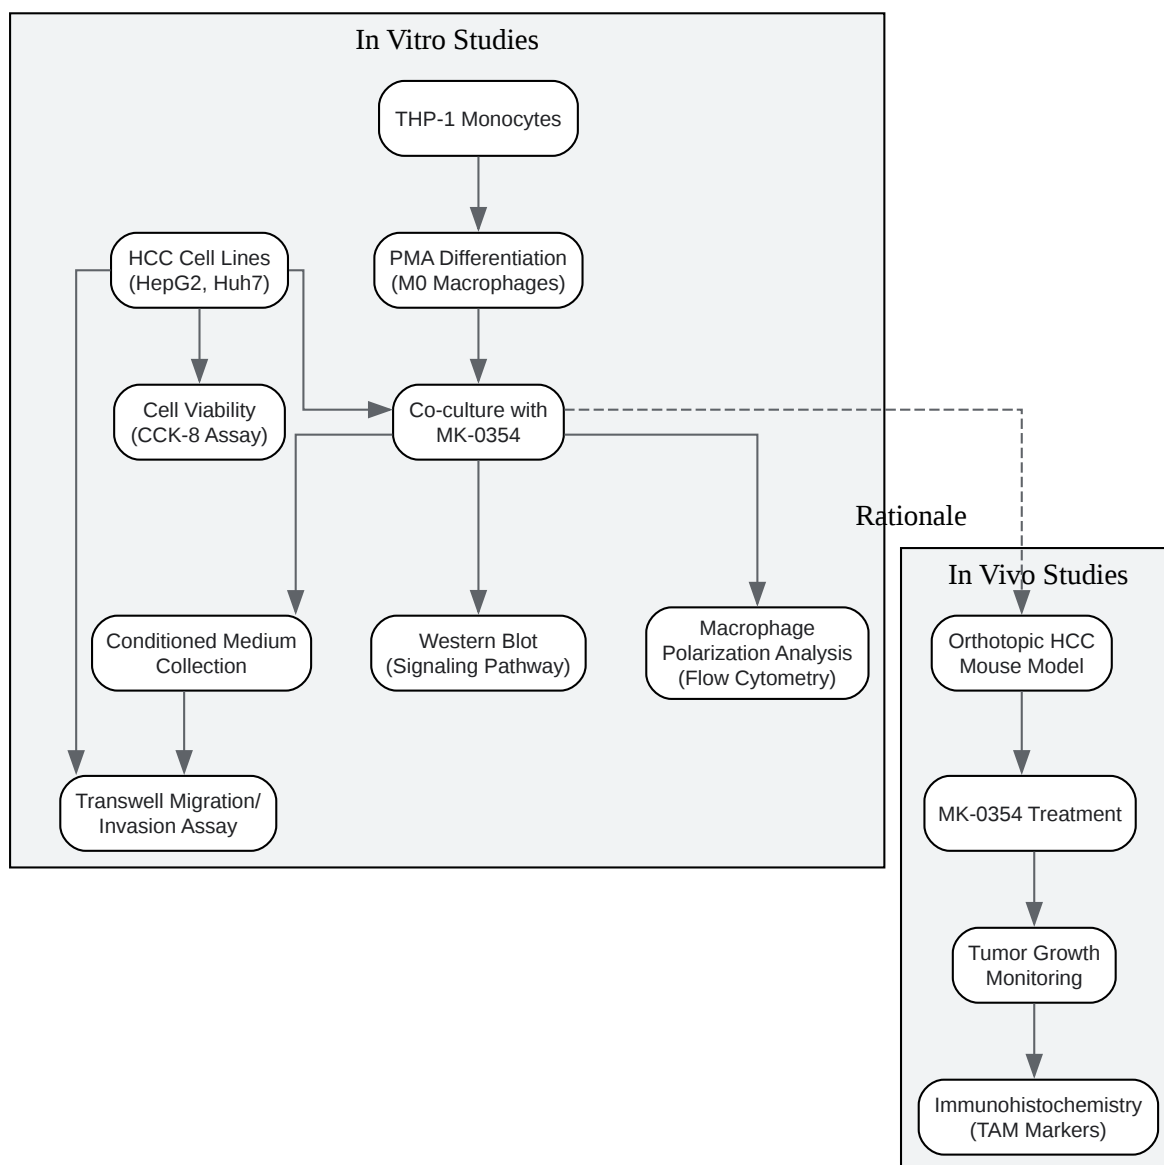 In Vitro Studies
THP-1 Monocytes
HCC Cell Lines
(HepG2, Huh7)
PMA Differentiation
(M0 Macrophages)
Cell Viability
(CCK-8 Assay)
Co-culture with
MK-0354
Rationale
In Vivo Studies
Conditioned Medium
Collection
Western Blot
(Signaling Pathway)
Macrophage
Polarization Analysis
(Flow Cytometry)
Orthotopic HCC
Mouse Model
Transwell Migration/
Invasion Assay
MK-0354 Treatment
Tumor Growth
Monitoring
Immunohistochemistry
(TAM Markers)